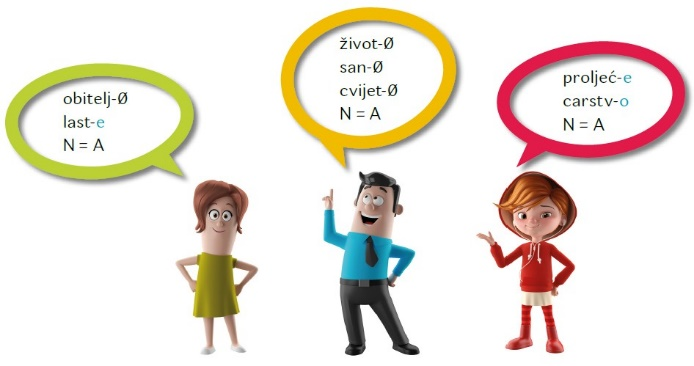 obitelj-Ø
last-e
N = A
život-Ø
san-Ø
cvijet-Ø
N = A
proljeć-e
carstv-o
N = A